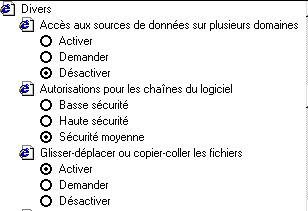 Divers
Accès aux sources de données sur plusieurs domaines
Activer
Demander
Désactiver
Autorisations pour les chaînes du logiciel
Basse sécurité
Haute sécurité
Sécurité moyenne
Glisser-déplacer ou copier-coller les fichiers
Activer
Demander
Désactiver